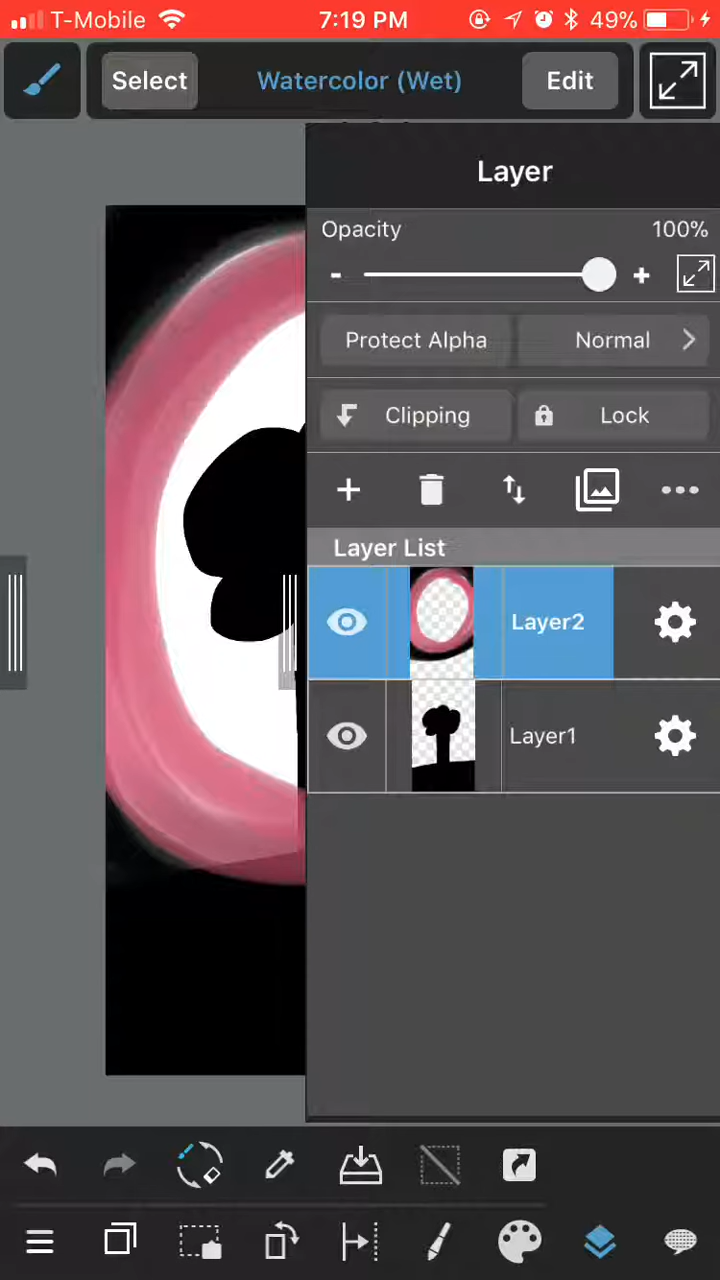 T-Mobile 7:19 PM 49%
Select Watercolor (Wet) Edit
Layer
Opacity 100%
- +
Protect Alpha Normal
Clipping Lock
Layer List
Layer2
Layer1